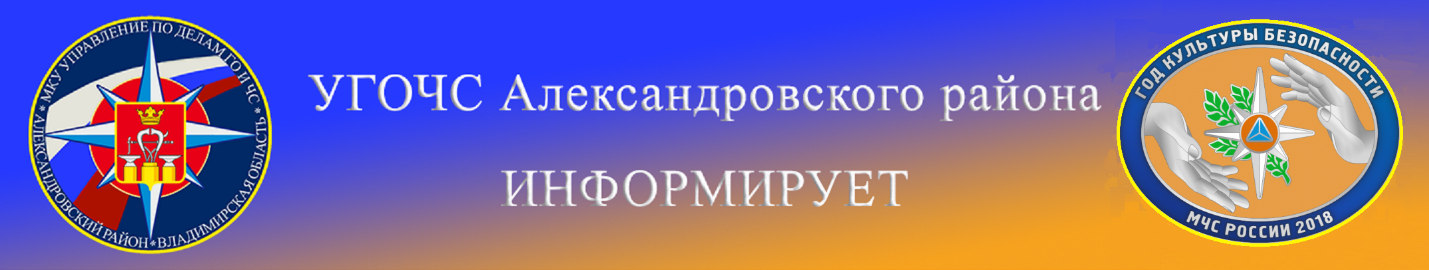 МКУ УПРАВЛЕНИЕ ПО ДЕЛАМ ГО И ЧС
* АЛЕКСАНДРОВСКИЙ РАЙОН * ВЛАДИМИРСКАЯ ОБЛАСТЬ *
УГОЧС Александровского района
ИНФОРМИРУЕТ
ГОД КУЛЬТУРЫ БЕЗОПАСНОСТИ
МЧС РОССИИ 2018